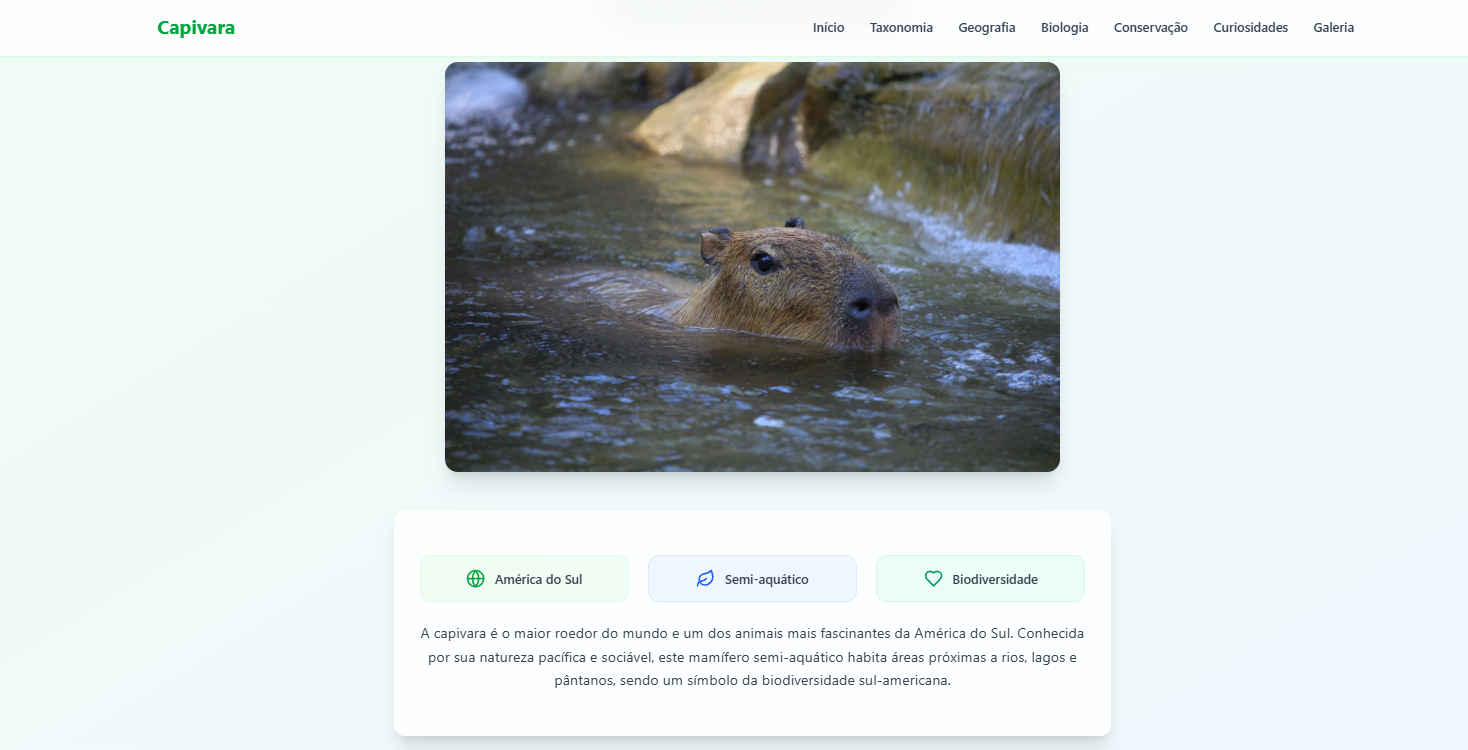 Capivara
Início Taxonomia Geografia Biologia Conservação Curiosidades Galeria
América do Sul
Semi-aquático
Biodiversidade
A capivara é o maior roedor do mundo e um dos animais mais fascinantes da América do Sul. Conhecida
por sua natureza pacífica e sociável, este mamífero semi-aquático habita áreas próximas a rios, lagos e
pântanos, sendo um símbolo da biodiversidade sul-americana.